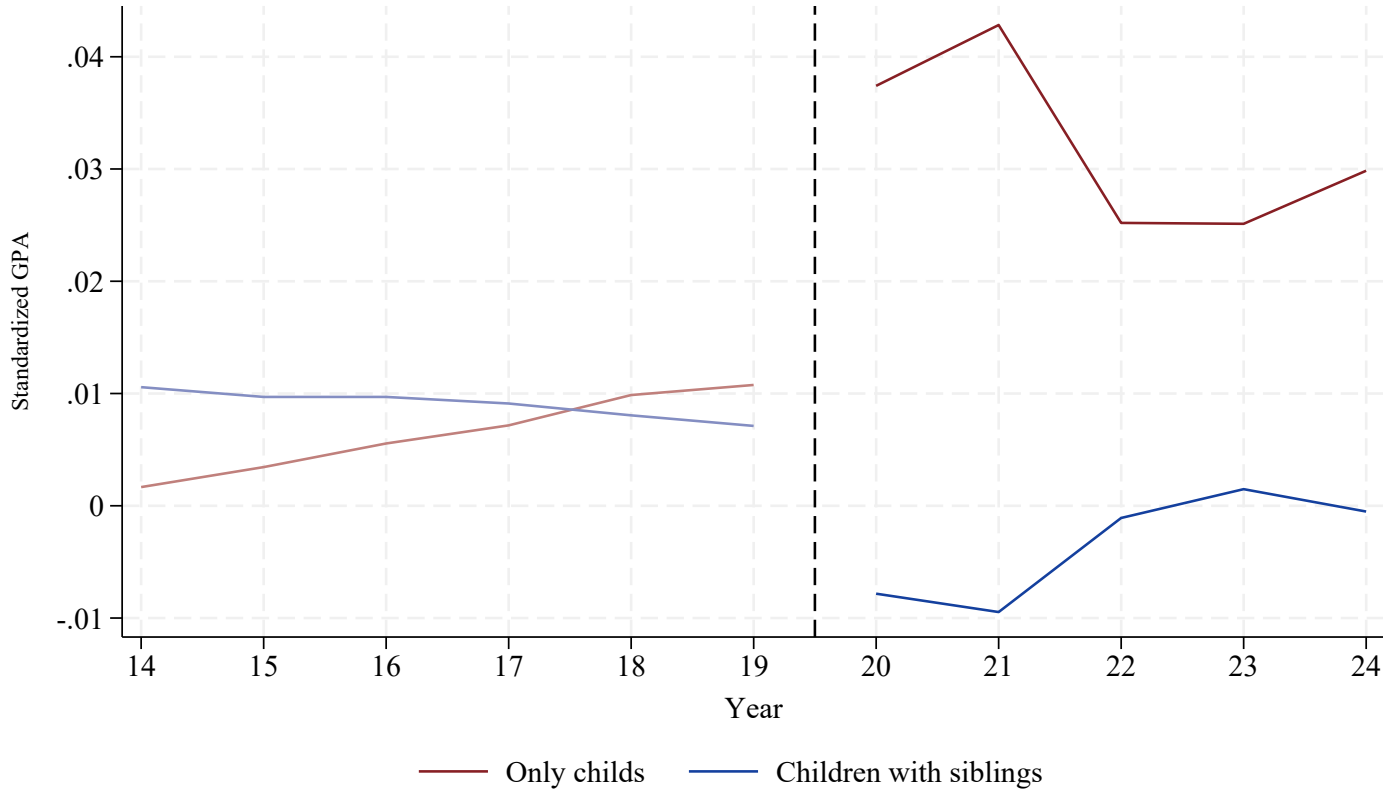 .04
.03
.02
.01
0
-.01
Standardized GPA
14 15 16 17 18 19 20 21 22 23 24
Year
Only childs Children with siblings